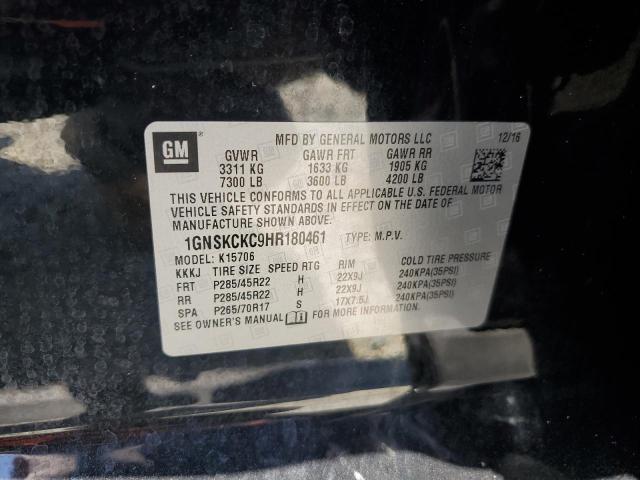 GM
MFD BY GENERAL MOTORS LLC 12/16
GVWR GAWR FRT GAWR RR
3311 KG 1633 KG 1905 KG
7300 LB 3600 LB 4200 LB
THIS VEHICLE CONFORMS TO ALL APPLICABLE U.S. FEDERAL MOTOR
VEHICLE SAFETY STANDARDS IN EFFECT ON THE DATE OF
MANUFACTURE SHOWN ABOVE.
1GNSKCKC9HR180461 TYPE: M.P.V.
MODEL: K15706
KKKJ TIRE SIZE SPEED RTG RIM COLD TIRE PRESSURE
FRT P285/45R22 H 22X9J 240KPA(35PSI)
RR P285/45R22 H 22X9J 240KPA(35PSI)
SPA P265/70R17 S 17X7.5J 240KPA(35PSI)
SEE OWNER'S MANUAL FOR MORE INFORMATION.